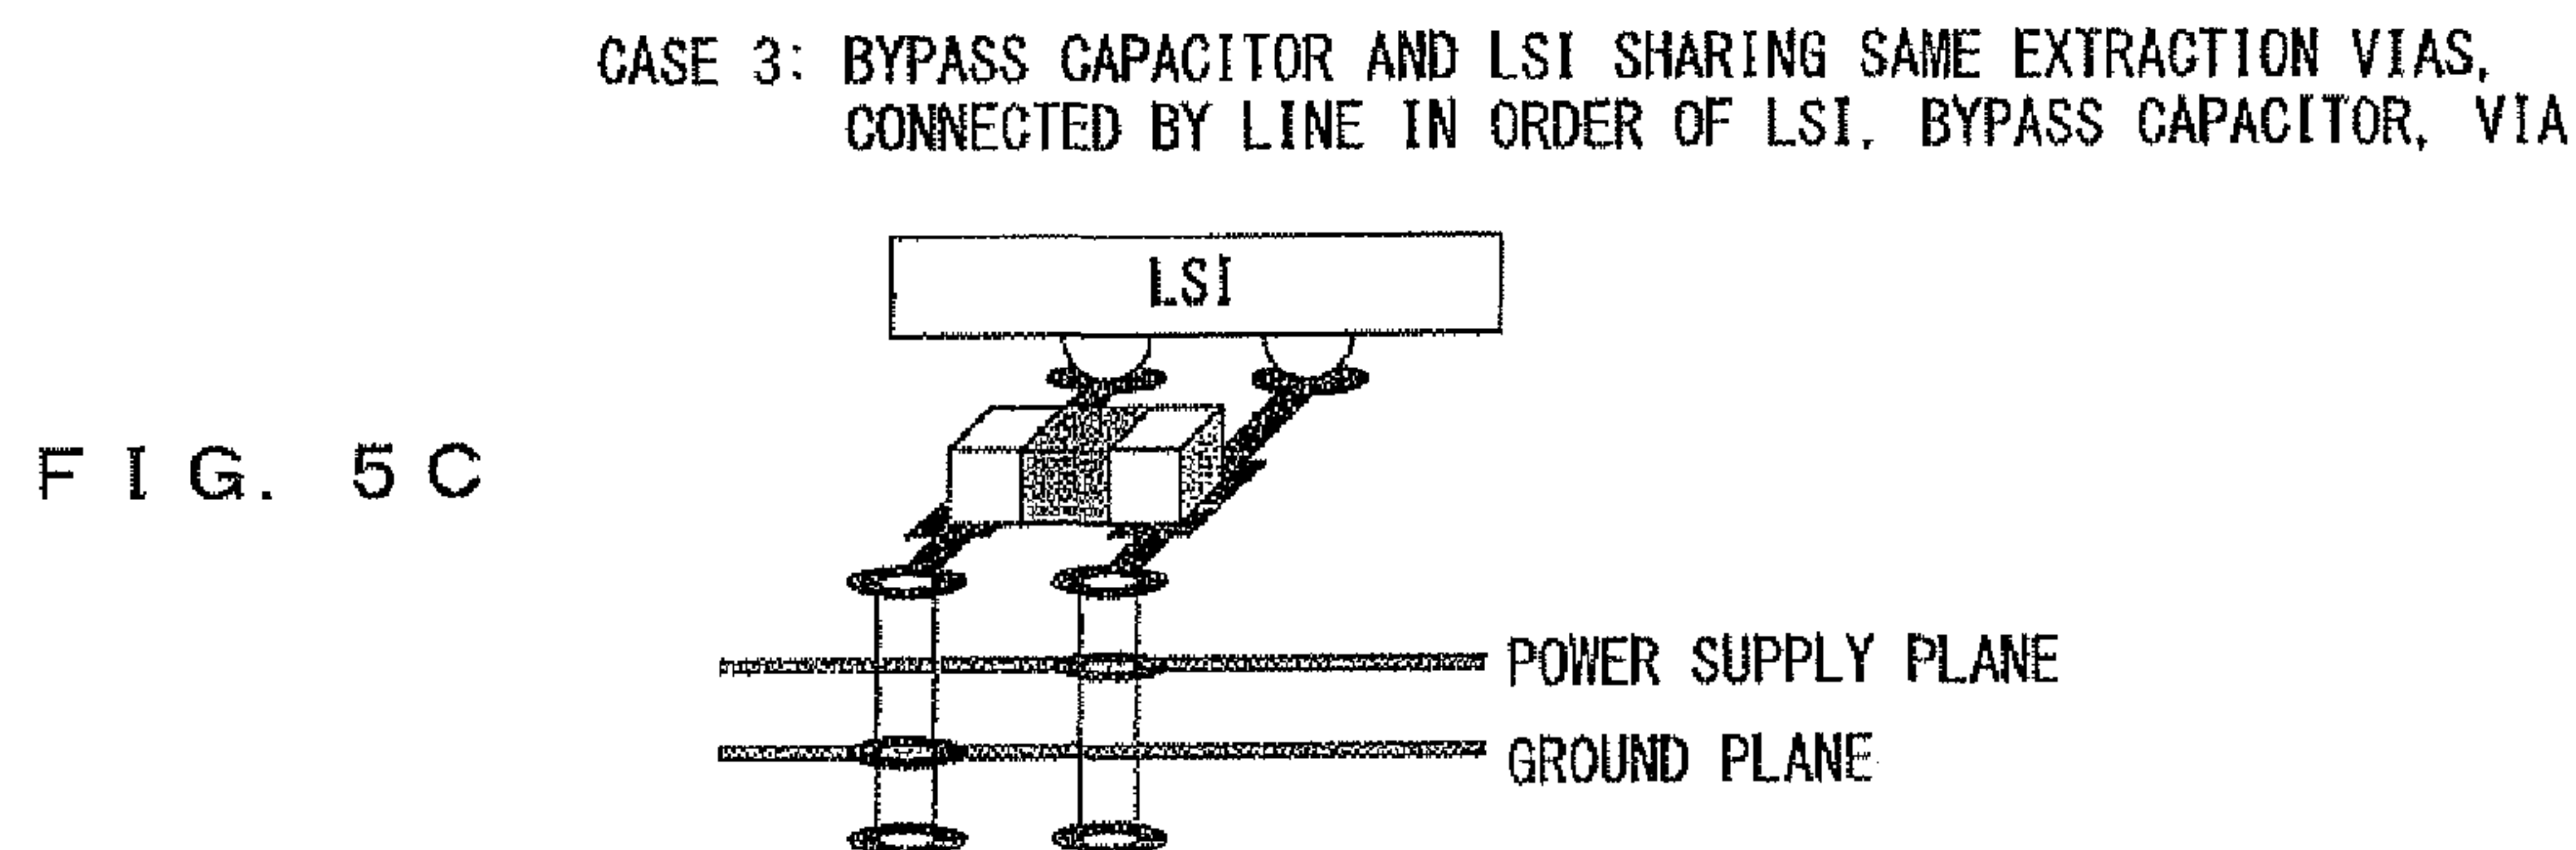 CASE 3: BYPASS CAPACITOR AND LSI SHARING SAME EXTRACTION VIAS,
CONNECTED BY LINE IN ORDER OF LSI, BYPASS CAPACITOR, VIA
LSI
FIG. 5C
POWER SUPPLY PLANE
GROUND PLANE